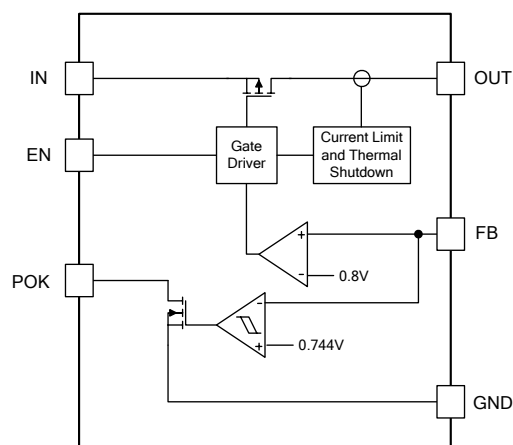 IN
OUT
EN
Gate
Driver
Current Limit
and Thermal
Shutdown
+
-
0.8V
FB
POK
-
+
0.744V
GND